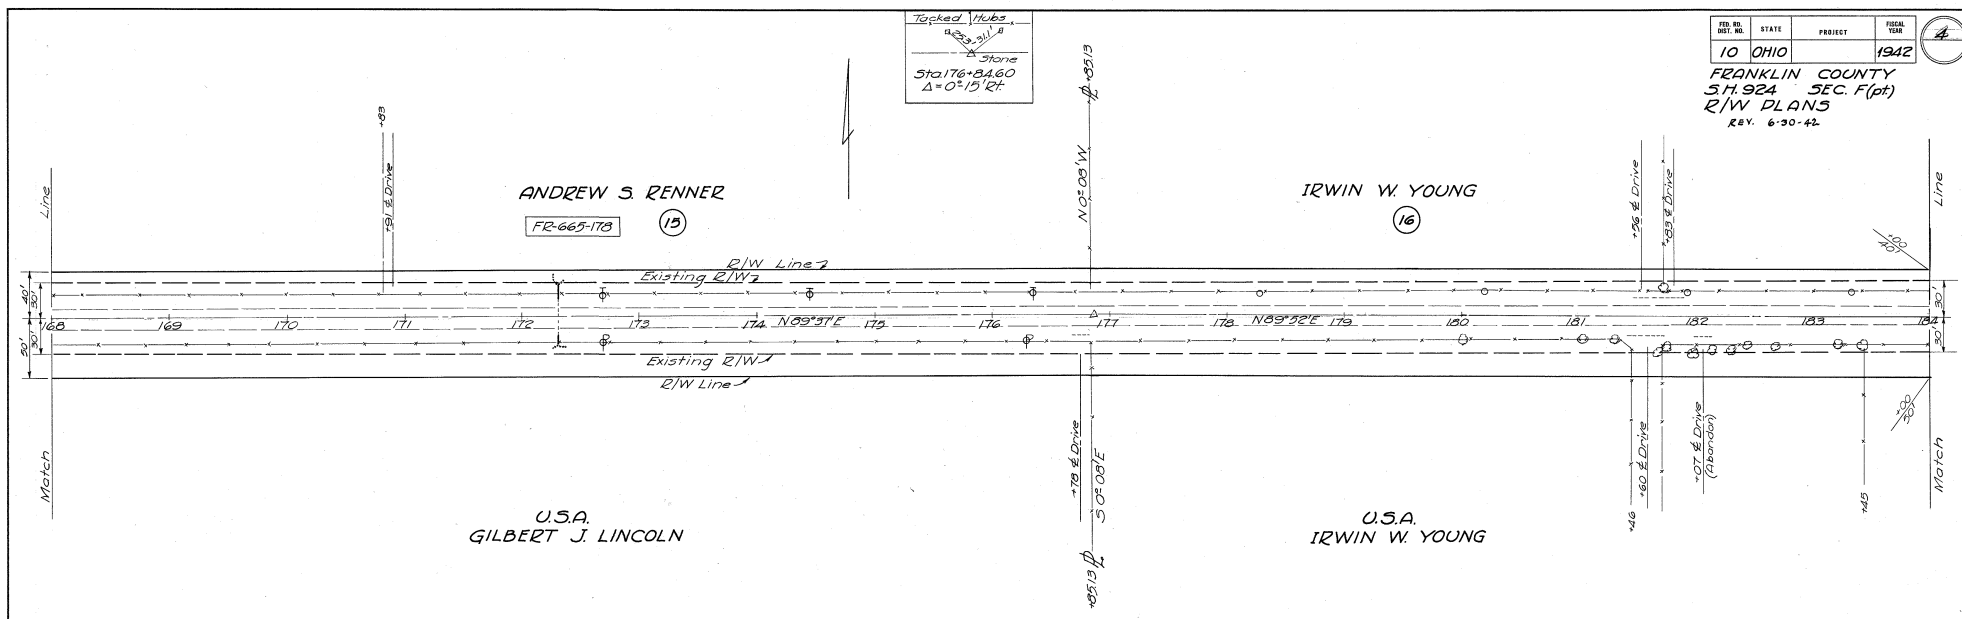 Tacked Hubs
25.3-31.1'
Stone
Sta.176+84.60
Δ=0°-15' Rt.
FED. RD. DIST. NO. STATE PROJECT FISCAL YEAR
10 OHIO 1942
4
FRANKLIN COUNTY
S.H. 924 SEC. F(pt)
R/W PLANS
REV. 6-30-42
+83
+91 ℄ Drive
N 0°08'W
℄ +85.13
+56 ℄ Drive
+83 ℄ Drive
Line
Line
ANDREW S. RENNER
FR-665-178
15
IRWIN W. YOUNG
16
+00
40'
R/W Line
Existing R/W
40'
30'
30'
168 169 170 171 172 173 174 N89°37'E 175 176 177 178 N89°52'E 179 180 181 182 183 184
50'
30'
30'
Existing R/W
R/W Line
+00
50'
Match
Match
+78 ℄ Drive
S 0°08'E
+85.13 ℄
+46
+60 ℄ Drive
+07 ℄ Drive
(Abandon)
+45
U.S.A.
GILBERT J. LINCOLN
U.S.A.
IRWIN W. YOUNG